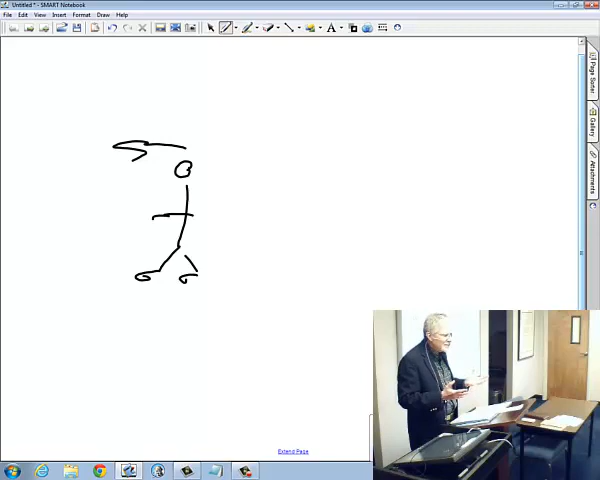 Untitled * - SMART Notebook
File Edit View Insert Format Draw Help
Page Sorter
Gallery
Attachments
Extend Page